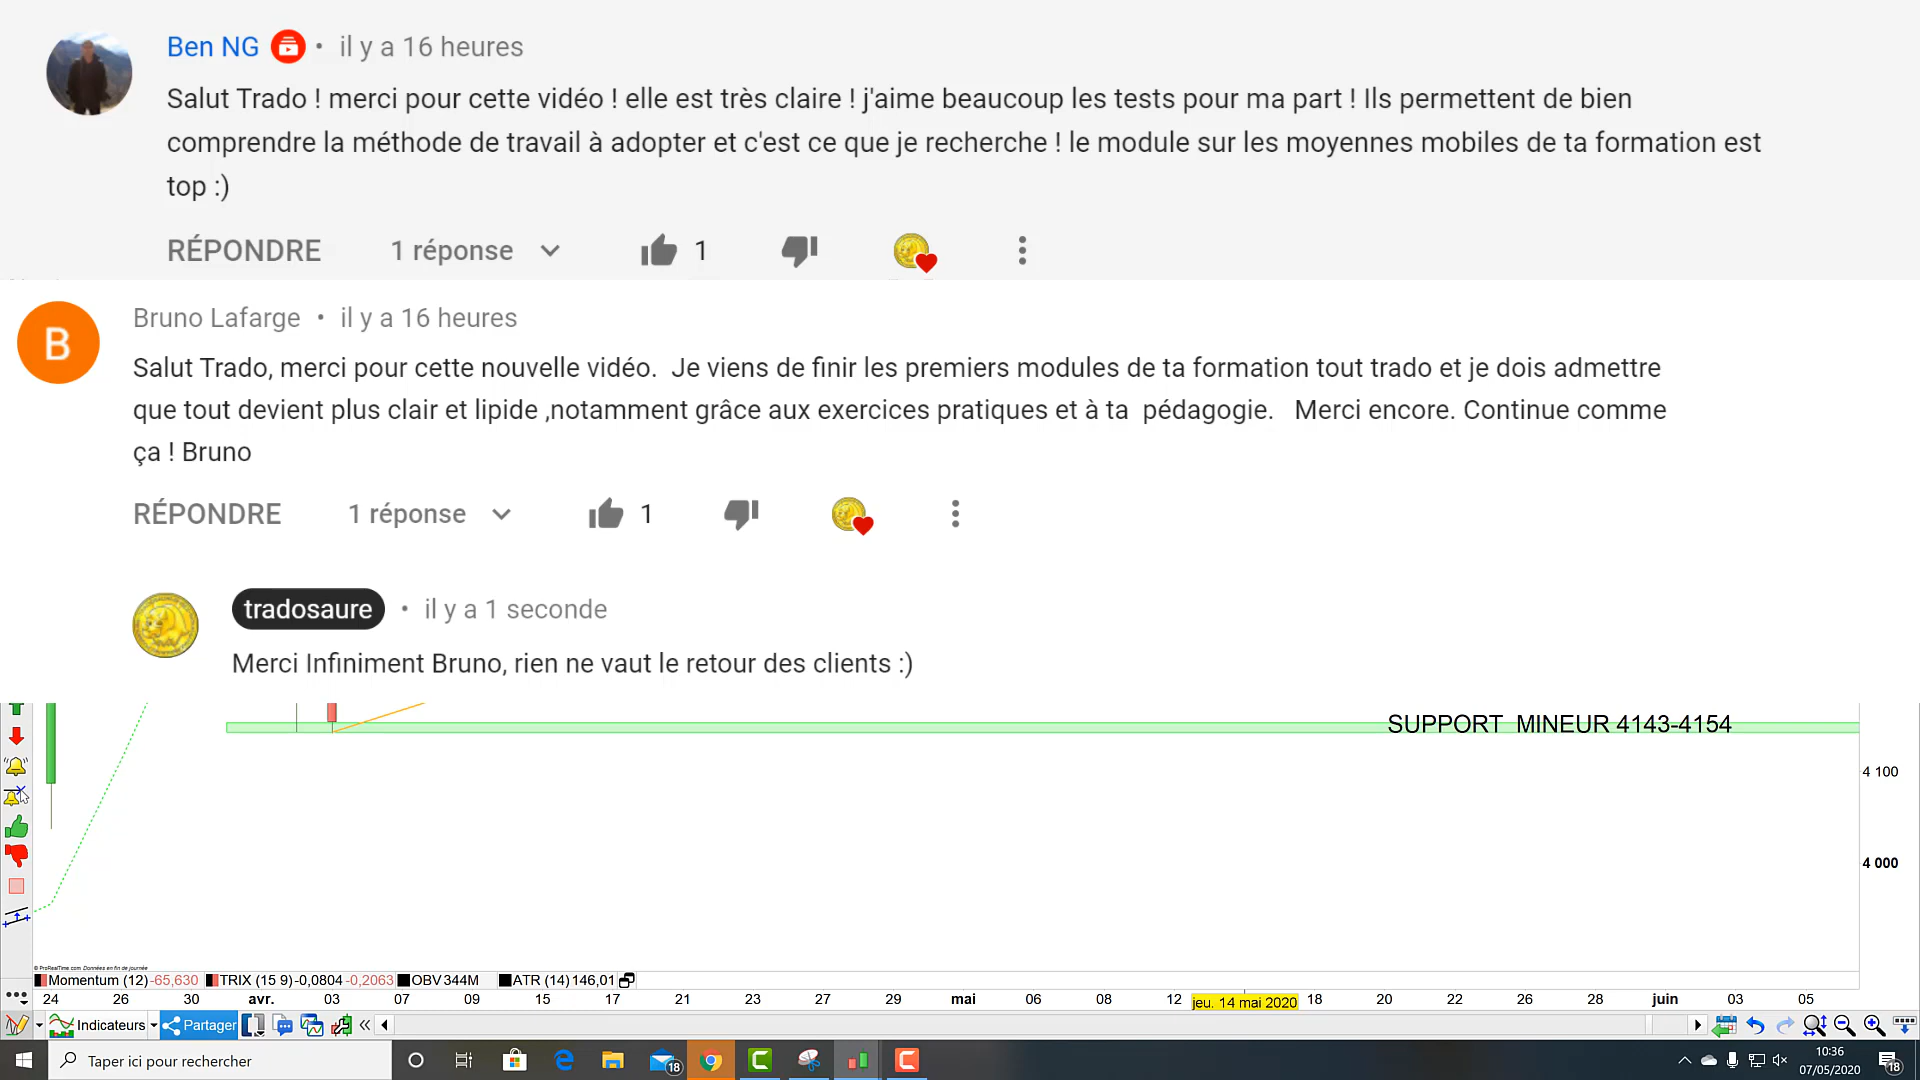 Ben NG • il y a 16 heures
Salut Trado ! merci pour cette vidéo ! elle est très claire ! j'aime beaucoup les tests pour ma part ! Ils permettent de bien
comprendre la méthode de travail à adopter et c'est ce que je recherche ! le module sur les moyennes mobiles de ta formation est
top :)
RÉPONDRE 1 réponse 1
B
Bruno Lafarge • il y a 16 heures
Salut Trado, merci pour cette nouvelle vidéo. Je viens de finir les premiers modules de ta formation tout trado et je dois admettre
que tout devient plus clair et lipide ,notamment grâce aux exercices pratiques et à ta pédagogie. Merci encore. Continue comme
ça ! Bruno
RÉPONDRE 1 réponse 1
tradosaure • il y a 1 seconde
Merci Infiniment Bruno, rien ne vaut le retour des clients :)
SUPPORT MINEUR 4143-4154
4 100
4 000
© ProRealTime.com Données en fin de journée
Momentum (12) -65,630 TRIX (15 9) -0,0804 -0,2063 OBV 344M ATR (14) 146,01
24 26 30 avr. 03 07 09 15 17 21 23 27 29 mai 06 08 12 jeu. 14 mai 2020 18 20 22 26 28 juin 03 05
Indicateurs Partager
Taper ici pour rechercher
18
10:36
07/05/2020
18